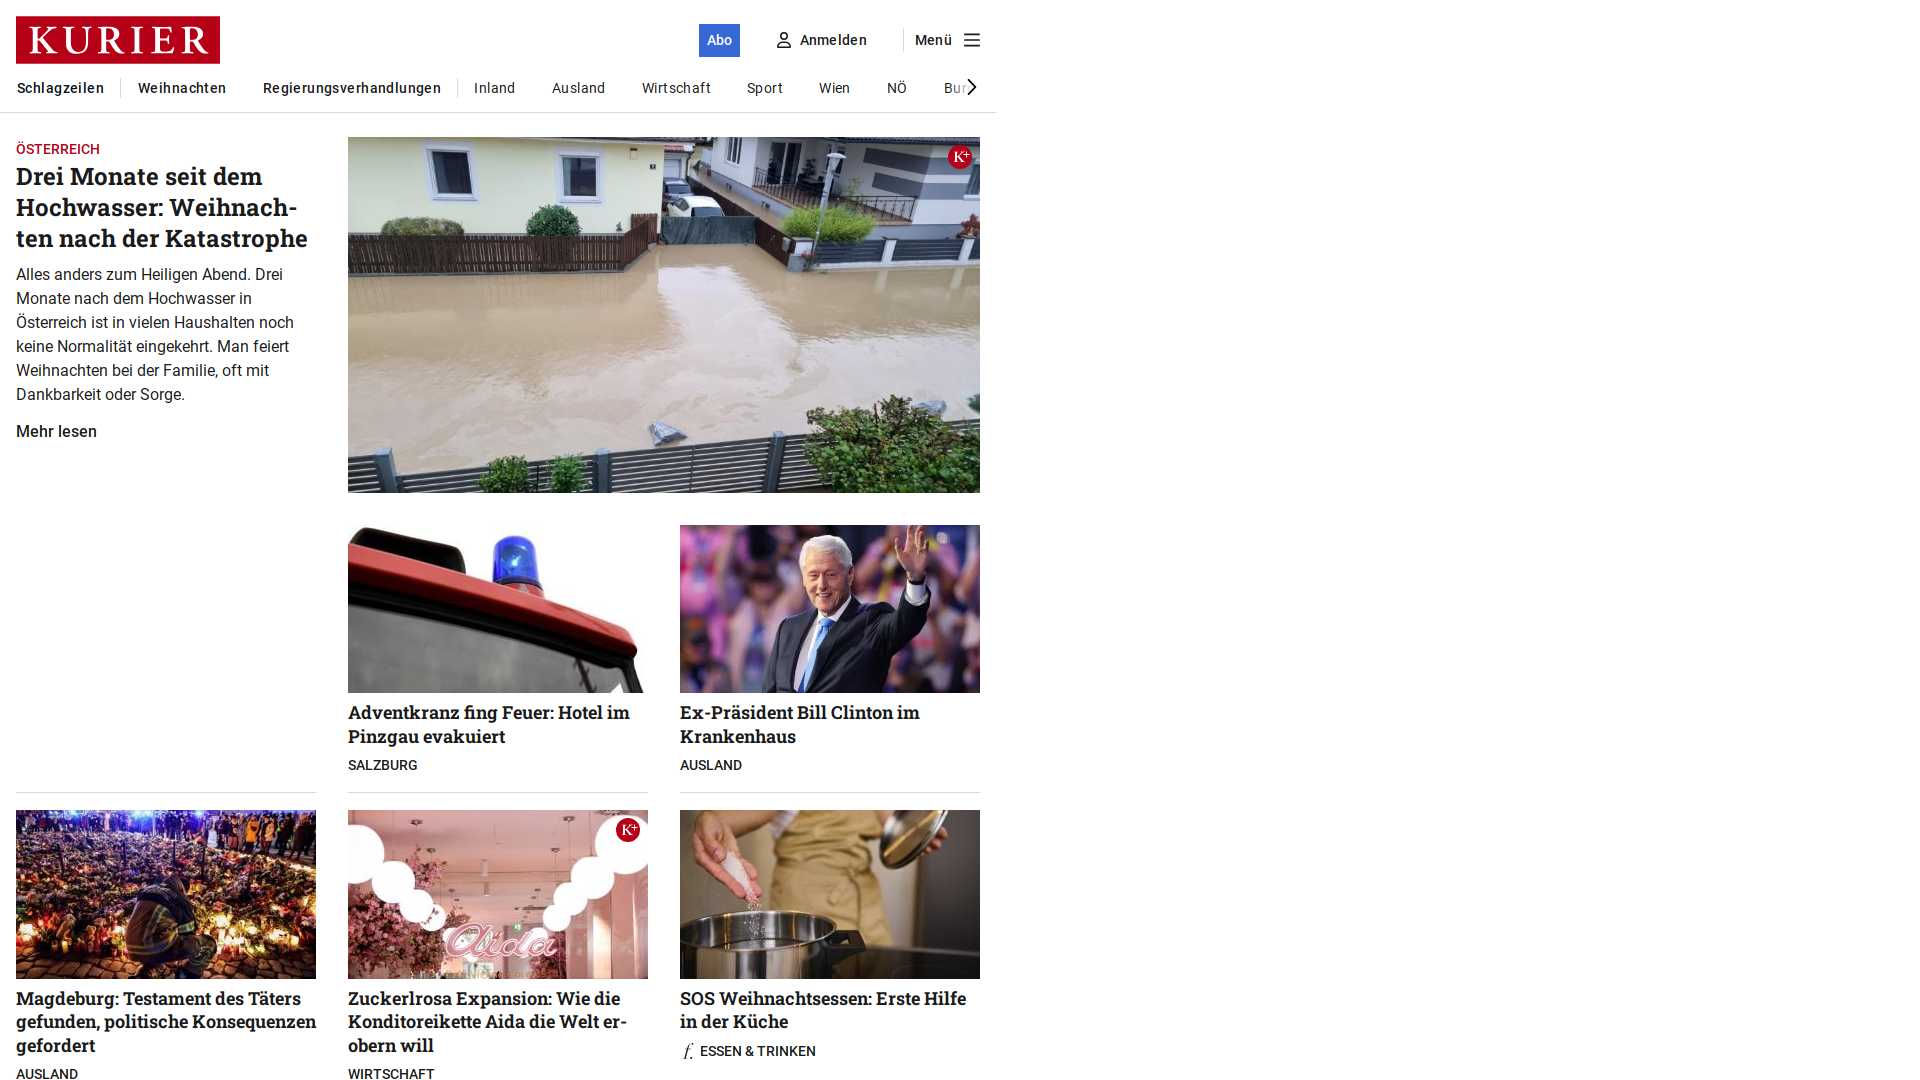 KURIER
Abo
Anmelden
Menü
Schlagzeilen
Weihnachten
Regierungsverhandlungen
Inland
Ausland
Wirtschaft
Sport
Wien
NÖ
ÖSTERREICH
Drei Monate seit dem
Hochwasser: Weihnach-
ten nach der Katastrophe
Alles anders zum Heiligen Abend. Drei
Monate nach dem Hochwasser in
Österreich ist in vielen Haushalten noch
keine Normalität eingekehrt. Man feiert
Weihnachten bei der Familie, oft mit
Dankbarkeit oder Sorge.
Mehr lesen
K+
Adventkranz fing Feuer: Hotel im
Pinzgau evakuiert
SALZBURG
Ex-Präsident Bill Clinton im
Krankenhaus
AUSLAND
Magdeburg: Testament des Täters
gefunden, politische Konsequenzen
gefordert
AUSLAND
K+
Aida
Zuckerlrosa Expansion: Wie die
Konditoreikette Aida die Welt er-
obern will
WIRTSCHAFT
SOS Weihnachtsessen: Erste Hilfe
in der Küche
f. ESSEN & TRINKEN